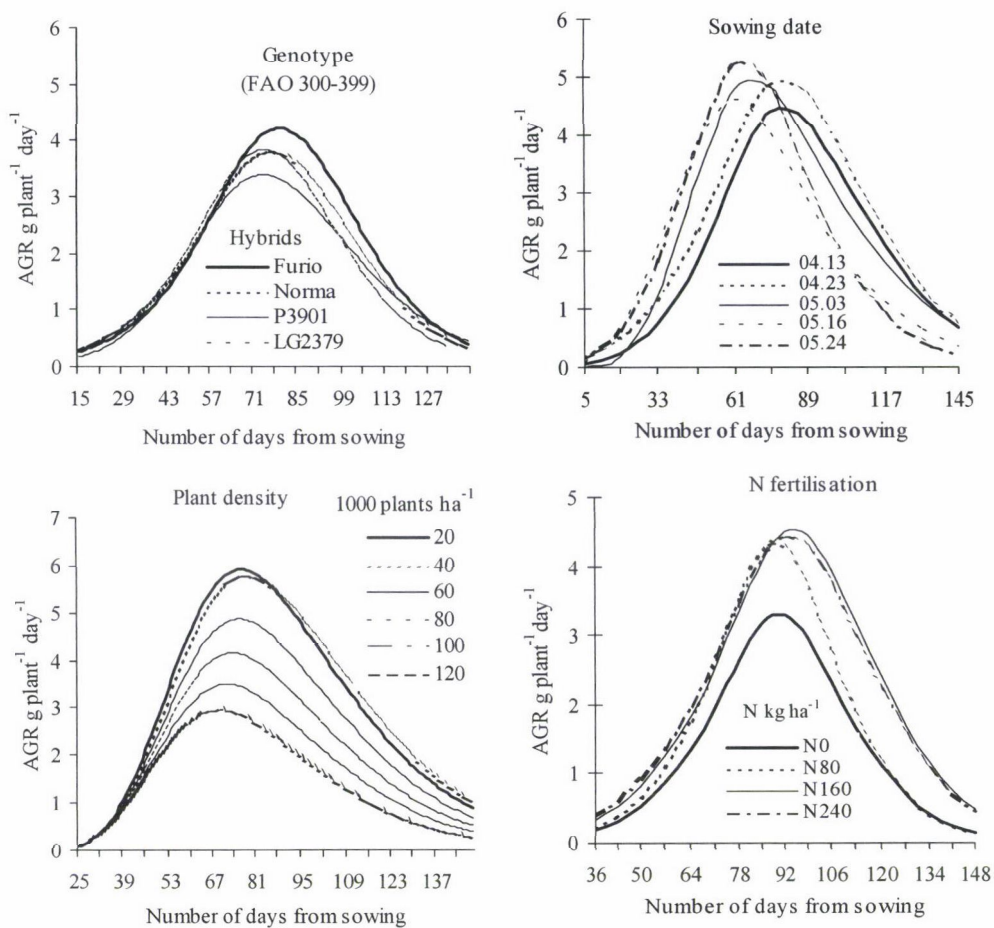 Genotype
(FAO 300-399)
AGR g plant⁻¹ day⁻¹
6
5
4
3
2
1
0
Hybrids
Furio
Norma
P3901
LG2379
15 29 43 57 71 85 99 113 127
Number of days from sowing
Sowing date
AGR g plant⁻¹ day⁻¹
6
5
4
3
2
1
0
04.13
04.23
05.03
05.16
05.24
5 33 61 89 117 145
Number of days from sowing
Plant density
1000 plants ha⁻¹
20
40
60
80
100
120
AGR g plant⁻¹ day⁻¹
7
6
5
4
3
2
1
0
25 39 53 67 81 95 109 123 137
Number of days from sowing
N fertilisation
AGR g plant⁻¹ day⁻¹
5
4
3
2
1
0
N kg ha⁻¹
N0
N80
N160
N240
36 50 64 78 92 106 120 134 148
Number of days from sowing